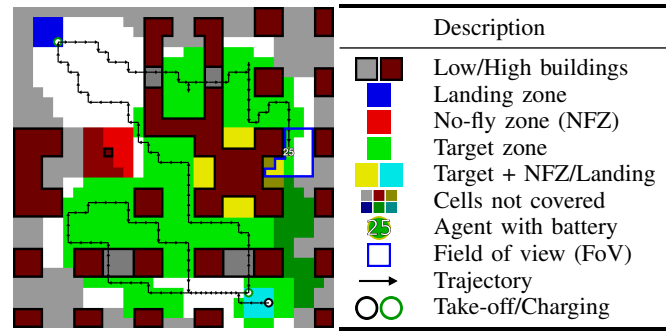 25
Description
Low/High buildings
Landing zone
No-fly zone (NFZ)
Target zone
Target + NFZ/Landing
Cells not covered
25 Agent with battery
Field of view (FoV)
Trajectory
Take-off/Charging